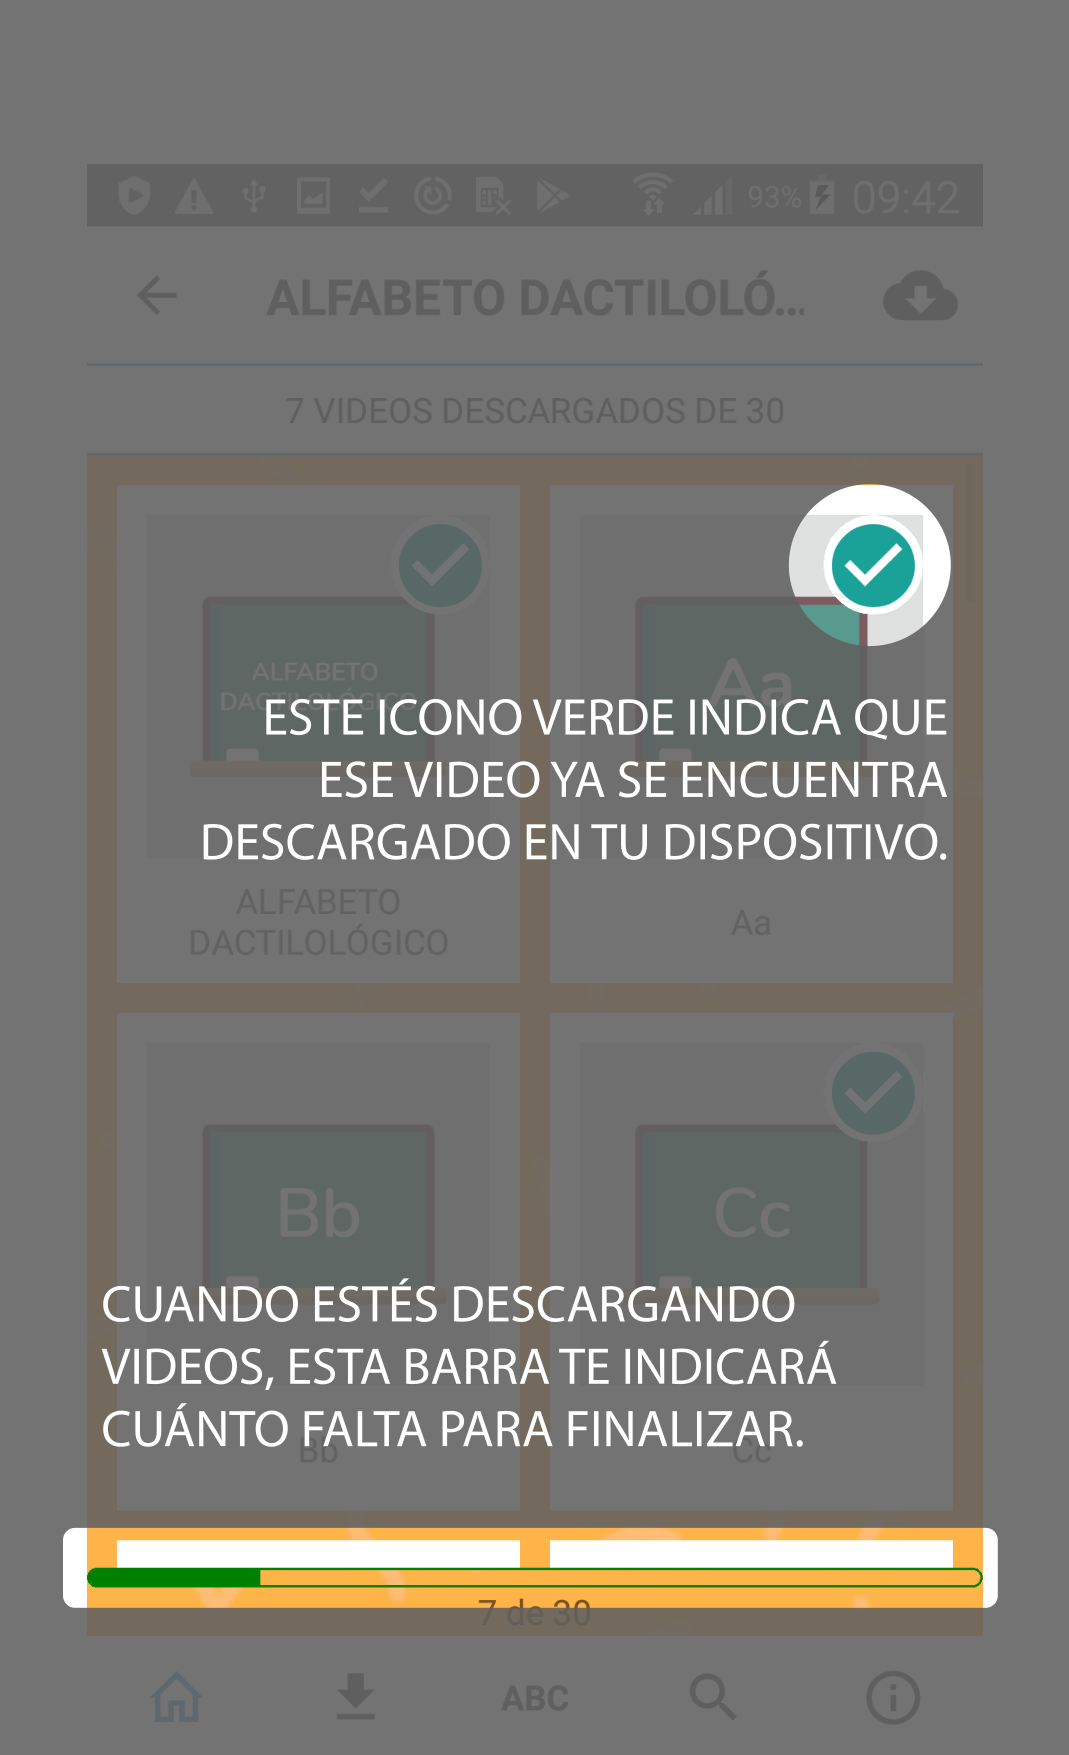 93% 09:42
ALFABETO DACTILOLÓ...
7 VIDEOS DESCARGADOS DE 30
ALFABETO
DACTILOLÓGICO
Aa
ESTE ICONO VERDE INDICA QUE
ESE VIDEO YA SE ENCUENTRA
DESCARGADO EN TU DISPOSITIVO.
ALFABETO
DACTILOLÓGICO
Aa
Bb
Cc
CUANDO ESTÉS DESCARGANDO
VIDEOS, ESTA BARRA TE INDICARÁ
CUÁNTO FALTA PARA FINALIZAR.
Bb
Cc
7 de 30
ABC